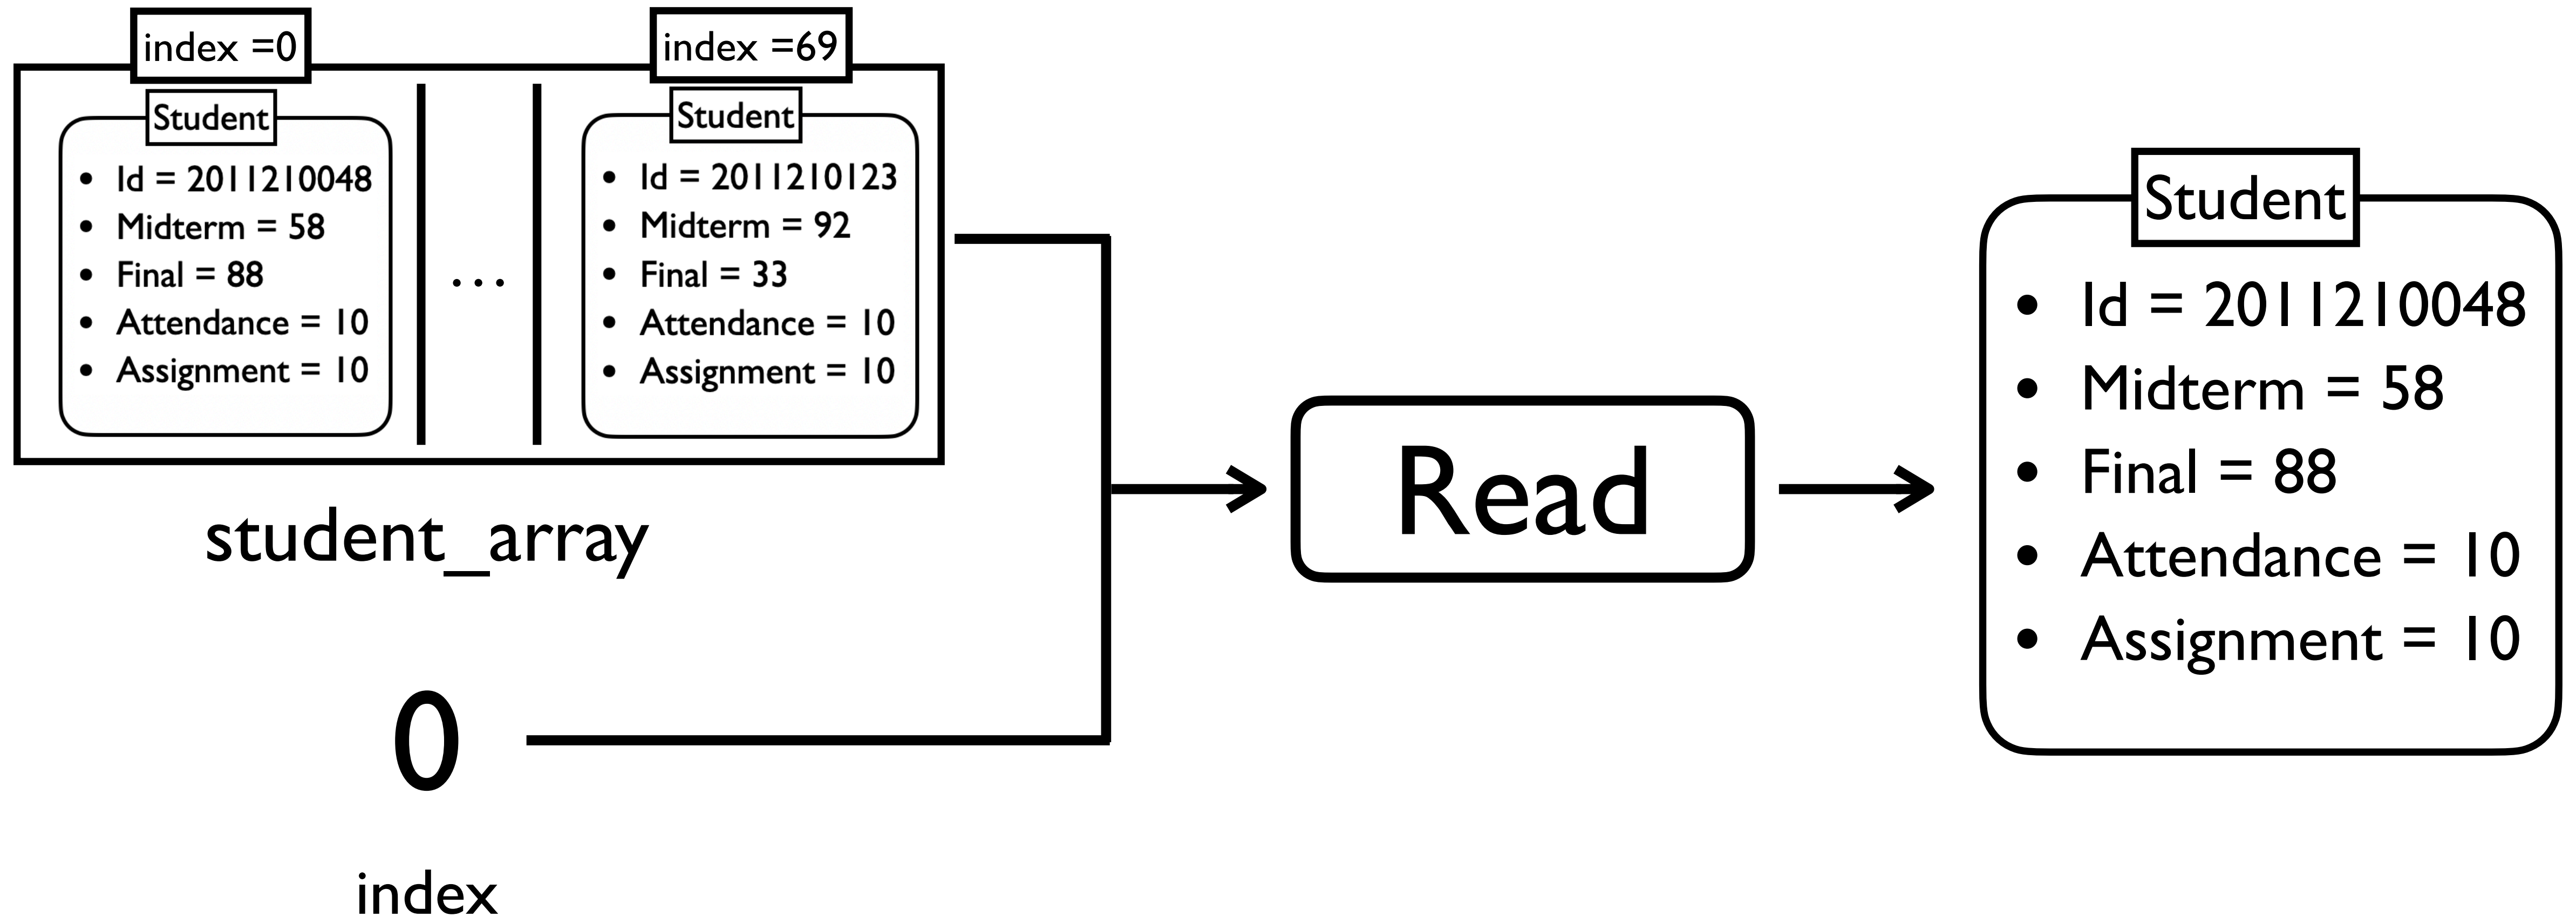 index =0
Student
• Id = 2011210048
• Midterm = 58
• Final = 88
• Attendance = 10
• Assignment = 10
...
index =69
Student
• Id = 2011210123
• Midterm = 92
• Final = 33
• Attendance = 10
• Assignment = 10
student_array
0
index
Read
Student
• Id = 2011210048
• Midterm = 58
• Final = 88
• Attendance = 10
• Assignment = 10